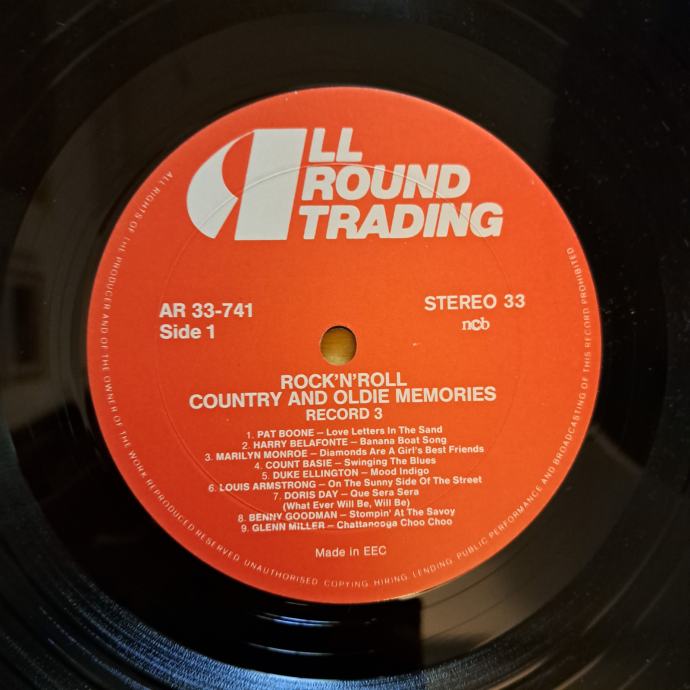 ALL
ROUND
TRADING
AR 33-741
Side 1
STEREO 33
ncb
ROCK'N'ROLL
COUNTRY AND OLDIE MEMORIES
RECORD 3
1. PAT BOONE – Love Letters In The Sand
2. HARRY BELAFONTE – Banana Boat Song
3. MARILYN MONROE – Diamonds Are A Girl's Best Friends
4. COUNT BASIE – Swinging The Blues
5. DUKE ELLINGTON – Mood Indigo
6. LOUIS ARMSTRONG – On The Sunny Side Of The Street
7. DORIS DAY – Que Sera Sera
(What Ever Will Be, Will Be)
8. BENNY GOODMAN – Stompin' At The Savoy
9. GLENN MILLER – Chattanooga Choo Choo
Made in EEC
ALL RIGHTS OF THE PRODUCER AND OF THE OWNER OF THE WORK REPRODUCED RESERVED UNAUTHORISED COPYING HIRING LENDING PUBLIC PERFORMANCE AND BROADCASTING OF THIS RECORD PROHIBITED